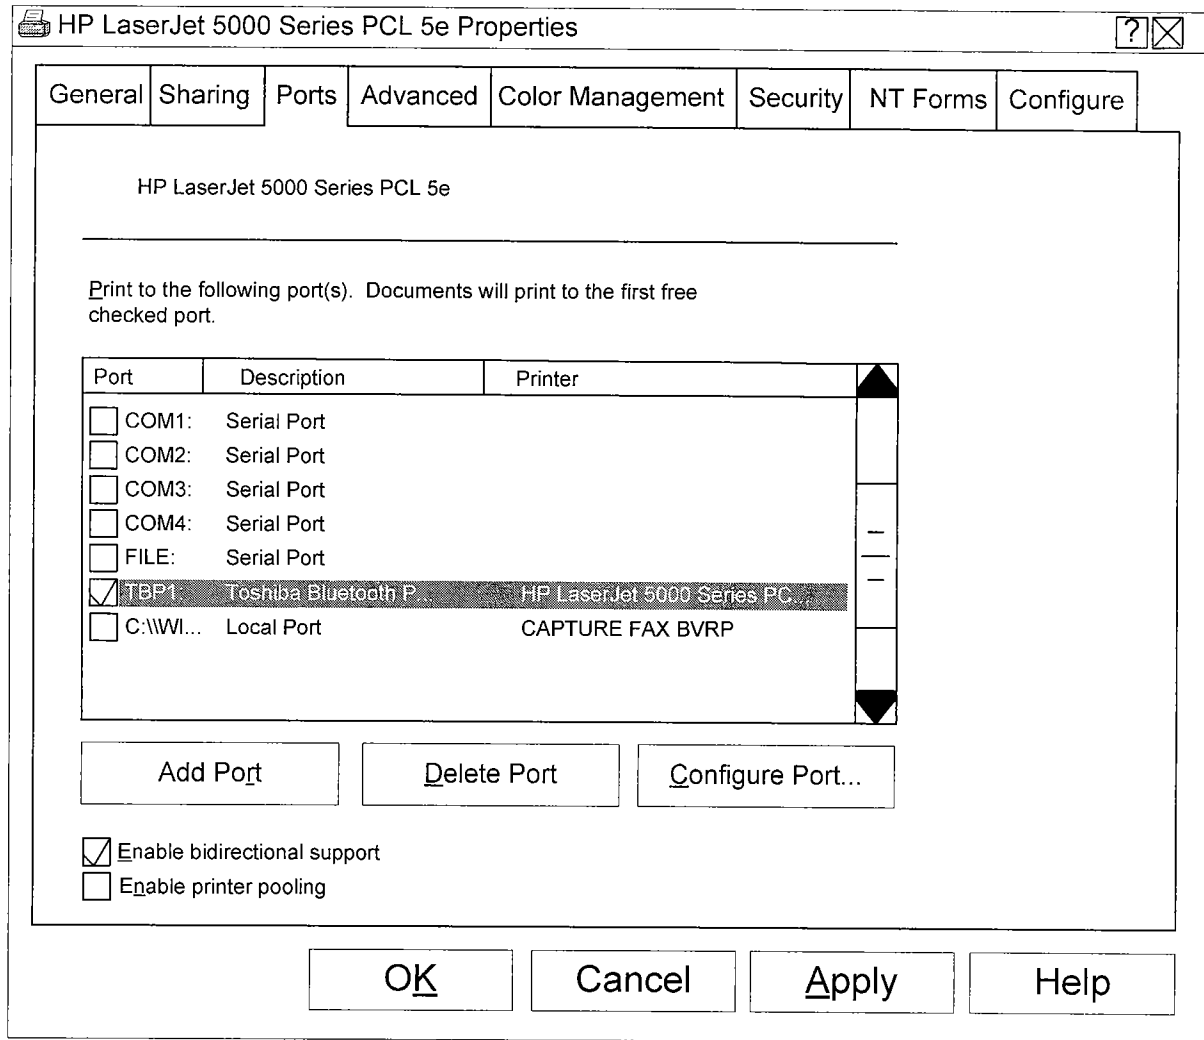 HP LaserJet 5000 Series PCL 5e Properties ?
General Sharing Ports Advanced Color Management Security NT Forms Configure
HP LaserJet 5000 Series PCL 5e
Print to the following port(s). Documents will print to the first free
checked port.
Port Description Printer
COM1: Serial Port
COM2: Serial Port
COM3: Serial Port
COM4: Serial Port
FILE: Serial Port
TBP1: Toshiba Bluetooth P... HP LaserJet 5000 Series PC...
C:\\WI... Local Port CAPTURE FAX BVRP
Add Port Delete Port Configure Port...
Enable bidirectional support
Enable printer pooling
OK Cancel Apply Help